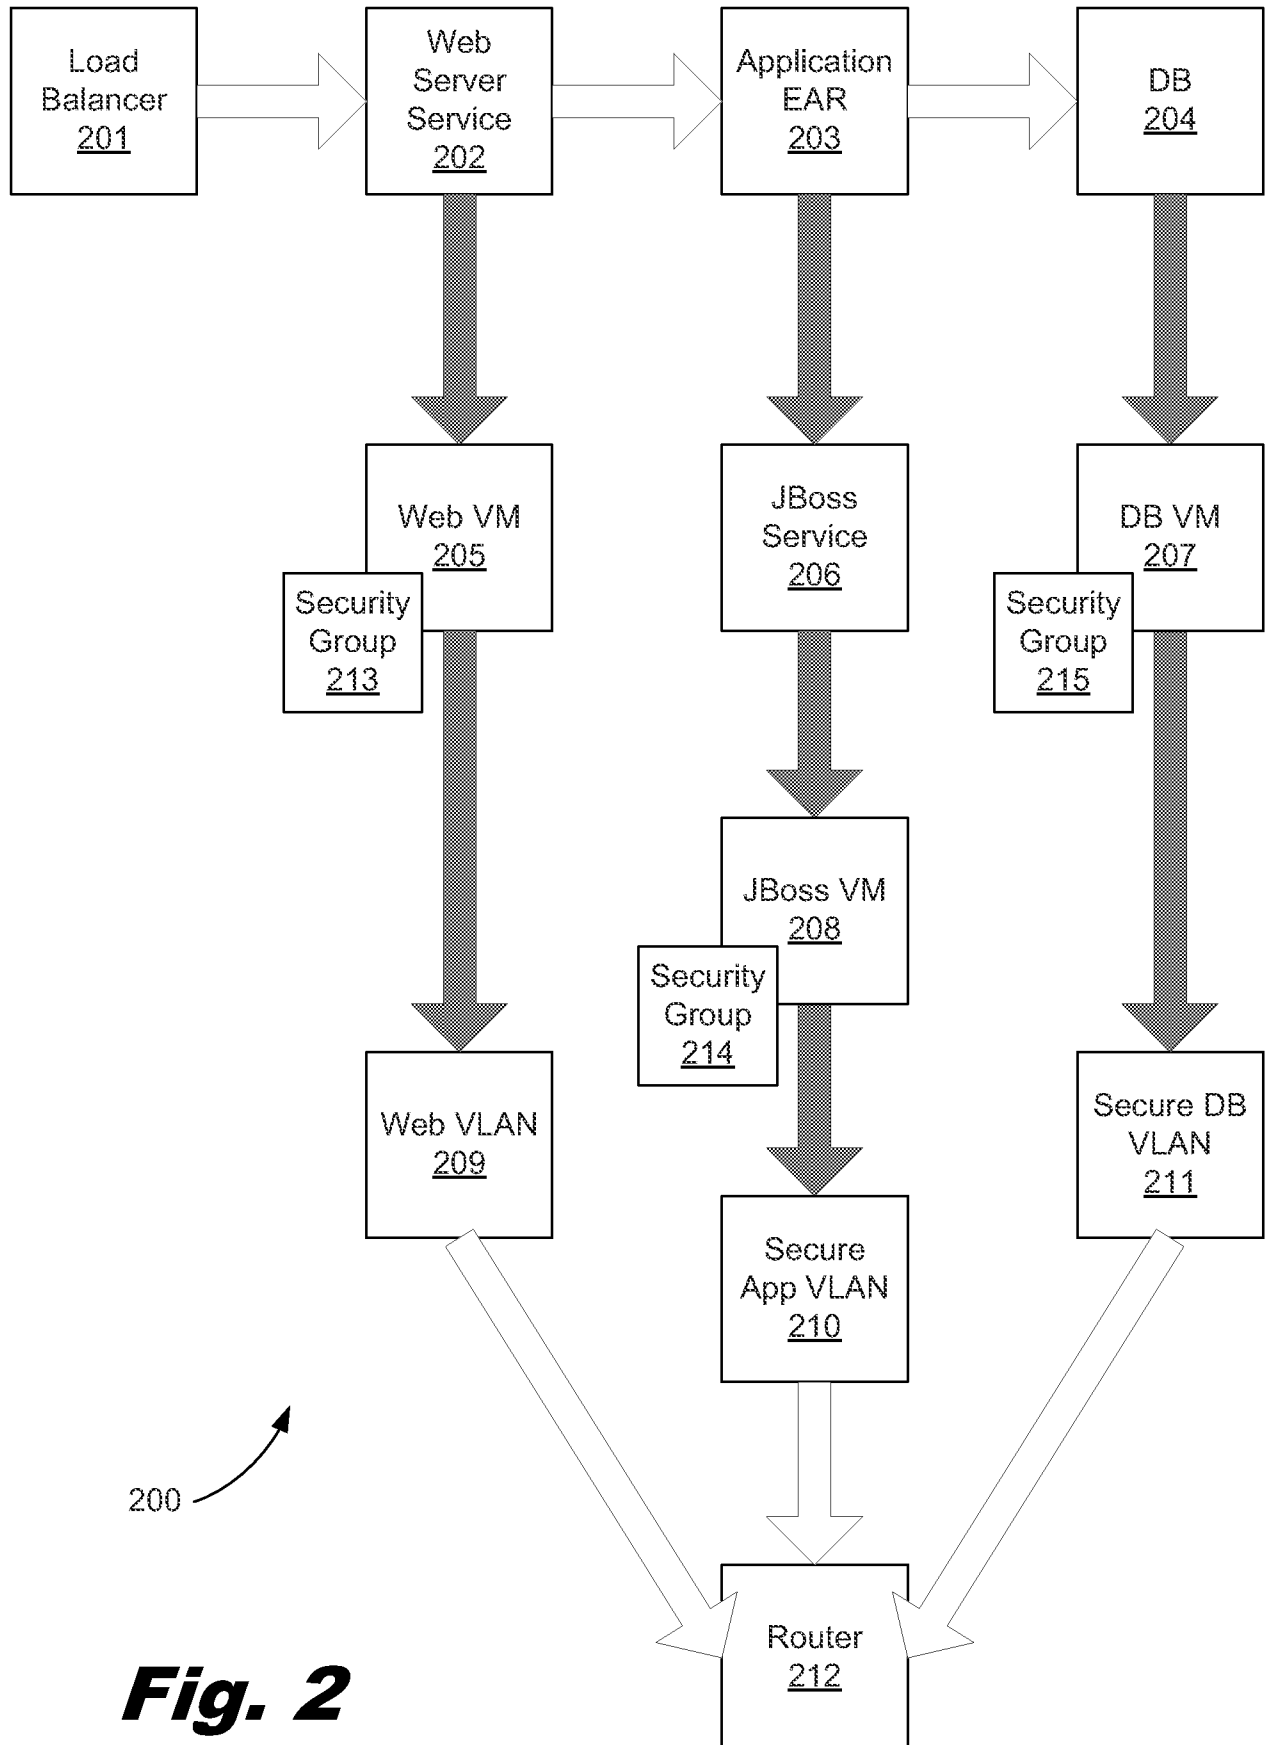 Load
Balancer
201
Web
Server
Service
202
Application
EAR
203
DB
204
Web VM
205
Security
Group
213
JBoss
Service
206
DB VM
207
Security
Group
215
JBoss VM
208
Security
Group
214
Web VLAN
209
Secure DB
VLAN
211
Secure
App VLAN
210
200
Router
212
Fig. 2